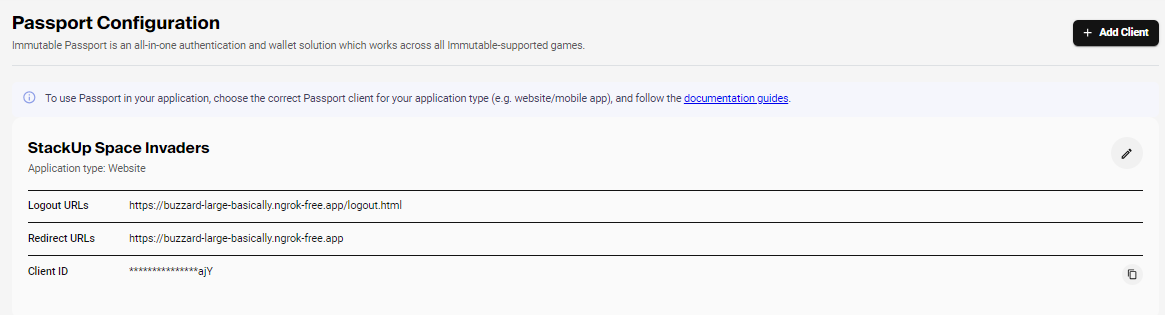 Passport Configuration
Immutable Passport is an all-in-one authentication and wallet solution which works across all Immutable-supported games.
+ Add Client
To use Passport in your application, choose the correct Passport client for your application type (e.g. website/mobile app), and follow the documentation guides.
StackUp Space Invaders
Application type: Website
Logout URLs https://buzzard-large-basically.ngrok-free.app/logout.html
Redirect URLs https://buzzard-large-basically.ngrok-free.app
Client ID ***************ajY